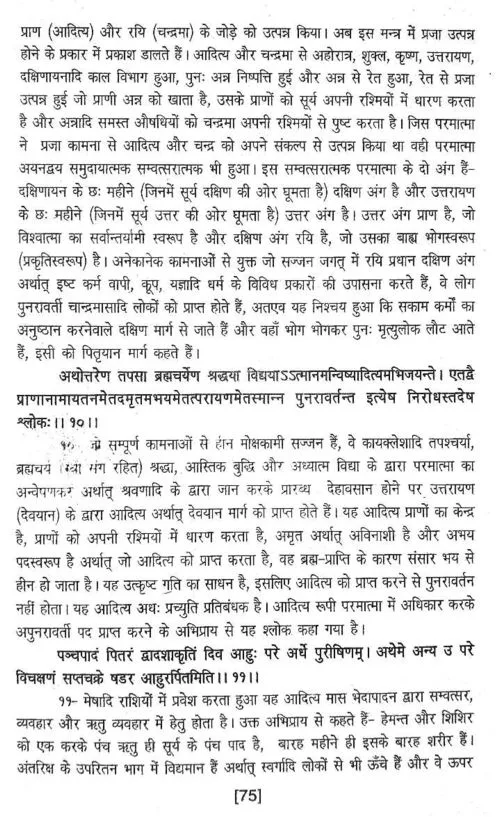 प्राण (आदित्य) और रयि (चन्द्रमा) के जोड़े को उत्पन्न किया। अब इस मन्त्र में प्रजा उत्पन्न
होने के प्रकार में प्रकाश डालते हैं। आदित्य और चन्द्रमा से अहोरात्र, शुक्ल, कृष्ण, उत्तरायण,
दक्षिणायनादि काल विभाग हुआ, पुनः अन्न निष्पत्ति हुई और अन्न से रेत हुआ, रेत से प्रजा
उत्पन्न हुई जो प्राणी अन्न को खाता है, उसके प्राणों को सूर्य अपनी रश्मियों में धारण करता
है और अन्नादि समस्त औषधियों को चन्द्रमा अपनी रश्मियों से पुष्ट करता है। जिस परमात्मा
ने प्रजा कामना से आदित्य और चन्द्र को अपने संकल्प से उत्पन्न किया था वही परमात्मा
अयनद्वय समुदायात्मक सम्वत्सरात्मक भी हुआ। इस सम्वत्सरात्मक परमात्मा के दो अंग हैं-
दक्षिणायन के छः महीने (जिनमें सूर्य दक्षिण की ओर घूमता है) दक्षिण अंग है और उत्तरायण
के छः महीने (जिनमें सूर्य उत्तर की ओर घूमता है) उत्तर अंग है। उत्तर अंग प्राण है, जो
विश्वात्मा का सर्वान्तर्यामी स्वरूप है और दक्षिण अंग रयि है, जो उसका बाह्य भोगस्वरूप
(प्रकृतिस्वरूप) है। अनेकानेक कामनाओं से युक्त जो सज्जन जगत् में रयि प्रधान दक्षिण अंग
अर्थात् इष्ट कर्म वापी, कूप, यज्ञादि धर्म के विविध प्रकारों की उपासना करते हैं, वे लोग
पुनरावर्ती चान्द्रमासादि लोकों को प्राप्त होते हैं, अतएव यह निश्चय हुआ कि सकाम कर्मों का
अनुष्ठान करनेवाले दक्षिण मार्ग से जाते हैं और वहाँ भोग भोगकर पुनः मृत्युलोक लौट आते
हैं, इसी को पितृयान मार्ग कहते हैं।
अथोत्तरेण तपसा ब्रह्मचर्येण श्रद्धया विद्ययाऽऽत्मानमन्विष्यादित्यमभिजयन्ते। एतद्वै
प्राणानामायतनमेतदमृतमभयमेतत्परायणमेतस्मान्न पुनरावर्तन्त इत्येष निरोधस्तदेष
श्लोकः।। १०।।
१०- जो सम्पूर्ण कामनाओं से हीन मोक्षकामी सज्जन हैं, वे कायक्लेशादि तपश्चर्या,
ब्रह्मचर्य (स्त्री संग रहित) श्रद्धा, आस्तिक बुद्धि और अध्यात्म विद्या के द्वारा परमात्मा का
अन्वेषणकर अर्थात् श्रवणादि के द्वारा जान करके प्रारब्ध देहावसान होने पर उत्तरायण
(देवयान) के द्वारा आदित्य अर्थात् देवयान मार्ग को प्राप्त होते हैं। यह आदित्य प्राणों का केन्द्र
है, प्राणों को अपनी रश्मियों में धारण करता है, अमृत अर्थात् अविनाशी है और अभय
पदस्वरूप है अर्थात् जो आदित्य को प्राप्त करता है, वह ब्रह्म-प्राप्ति के कारण संसार भय से
हीन हो जाता है। यह उत्कृष्ट गति का साधन है, इसलिए आदित्य को प्राप्त करने से पुनरावर्तन
नहीं होता। यह आदित्य अधः प्रच्युति प्रतिबंधक है। आदित्य रूपी परमात्मा में अधिकार करके
अपुनरावर्ती पद प्राप्त करने के अभिप्राय से यह श्लोक कहा गया है।
पञ्चपादं पितरं द्वादशाकृतिं दिव आहुः परे अर्धे पुरीषिणम्। अथेमे अन्य उ परे
विचक्षणं सप्तचक्रे षडर आहुरर्पितमिति।। ११।।
११- मेषादि राशियों में प्रवेश करता हुआ यह आदित्य मास भेदापादन द्वारा सम्वत्सर,
व्यवहार और ऋतु व्यवहार में हेतु होता है। उक्त अभिप्राय से कहते हैं- हेमन्त और शिशिर
को एक करके पंच ऋतु ही सूर्य के पंच पाद है, बारह महीने ही इसके बारह शरीर हैं।
अंतरिक्ष के उपरितन भाग में विद्यमान हैं अर्थात् स्वर्गादि लोकों से भी ऊँचे हैं और वे ऊपर
[75]